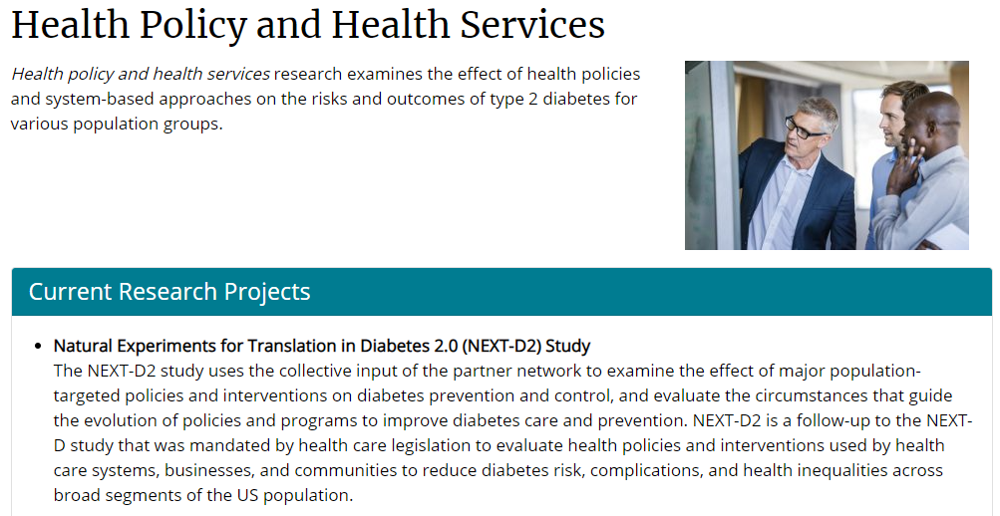 Health Policy and Health Services
Health policy and health services research examines the effect of health policies
and system-based approaches on the risks and outcomes of type 2 diabetes for
various population groups.
Current Research Projects
• Natural Experiments for Translation in Diabetes 2.0 (NEXT-D2) Study
The NEXT-D2 study uses the collective input of the partner network to examine the effect of major population-
targeted policies and interventions on diabetes prevention and control, and evaluate the circumstances that guide
the evolution of policies and programs to improve diabetes care and prevention. NEXT-D2 is a follow-up to the NEXT-
D study that was mandated by health care legislation to evaluate health policies and interventions used by health
care systems, businesses, and communities to reduce diabetes risk, complications, and health inequalities across
broad segments of the US population.